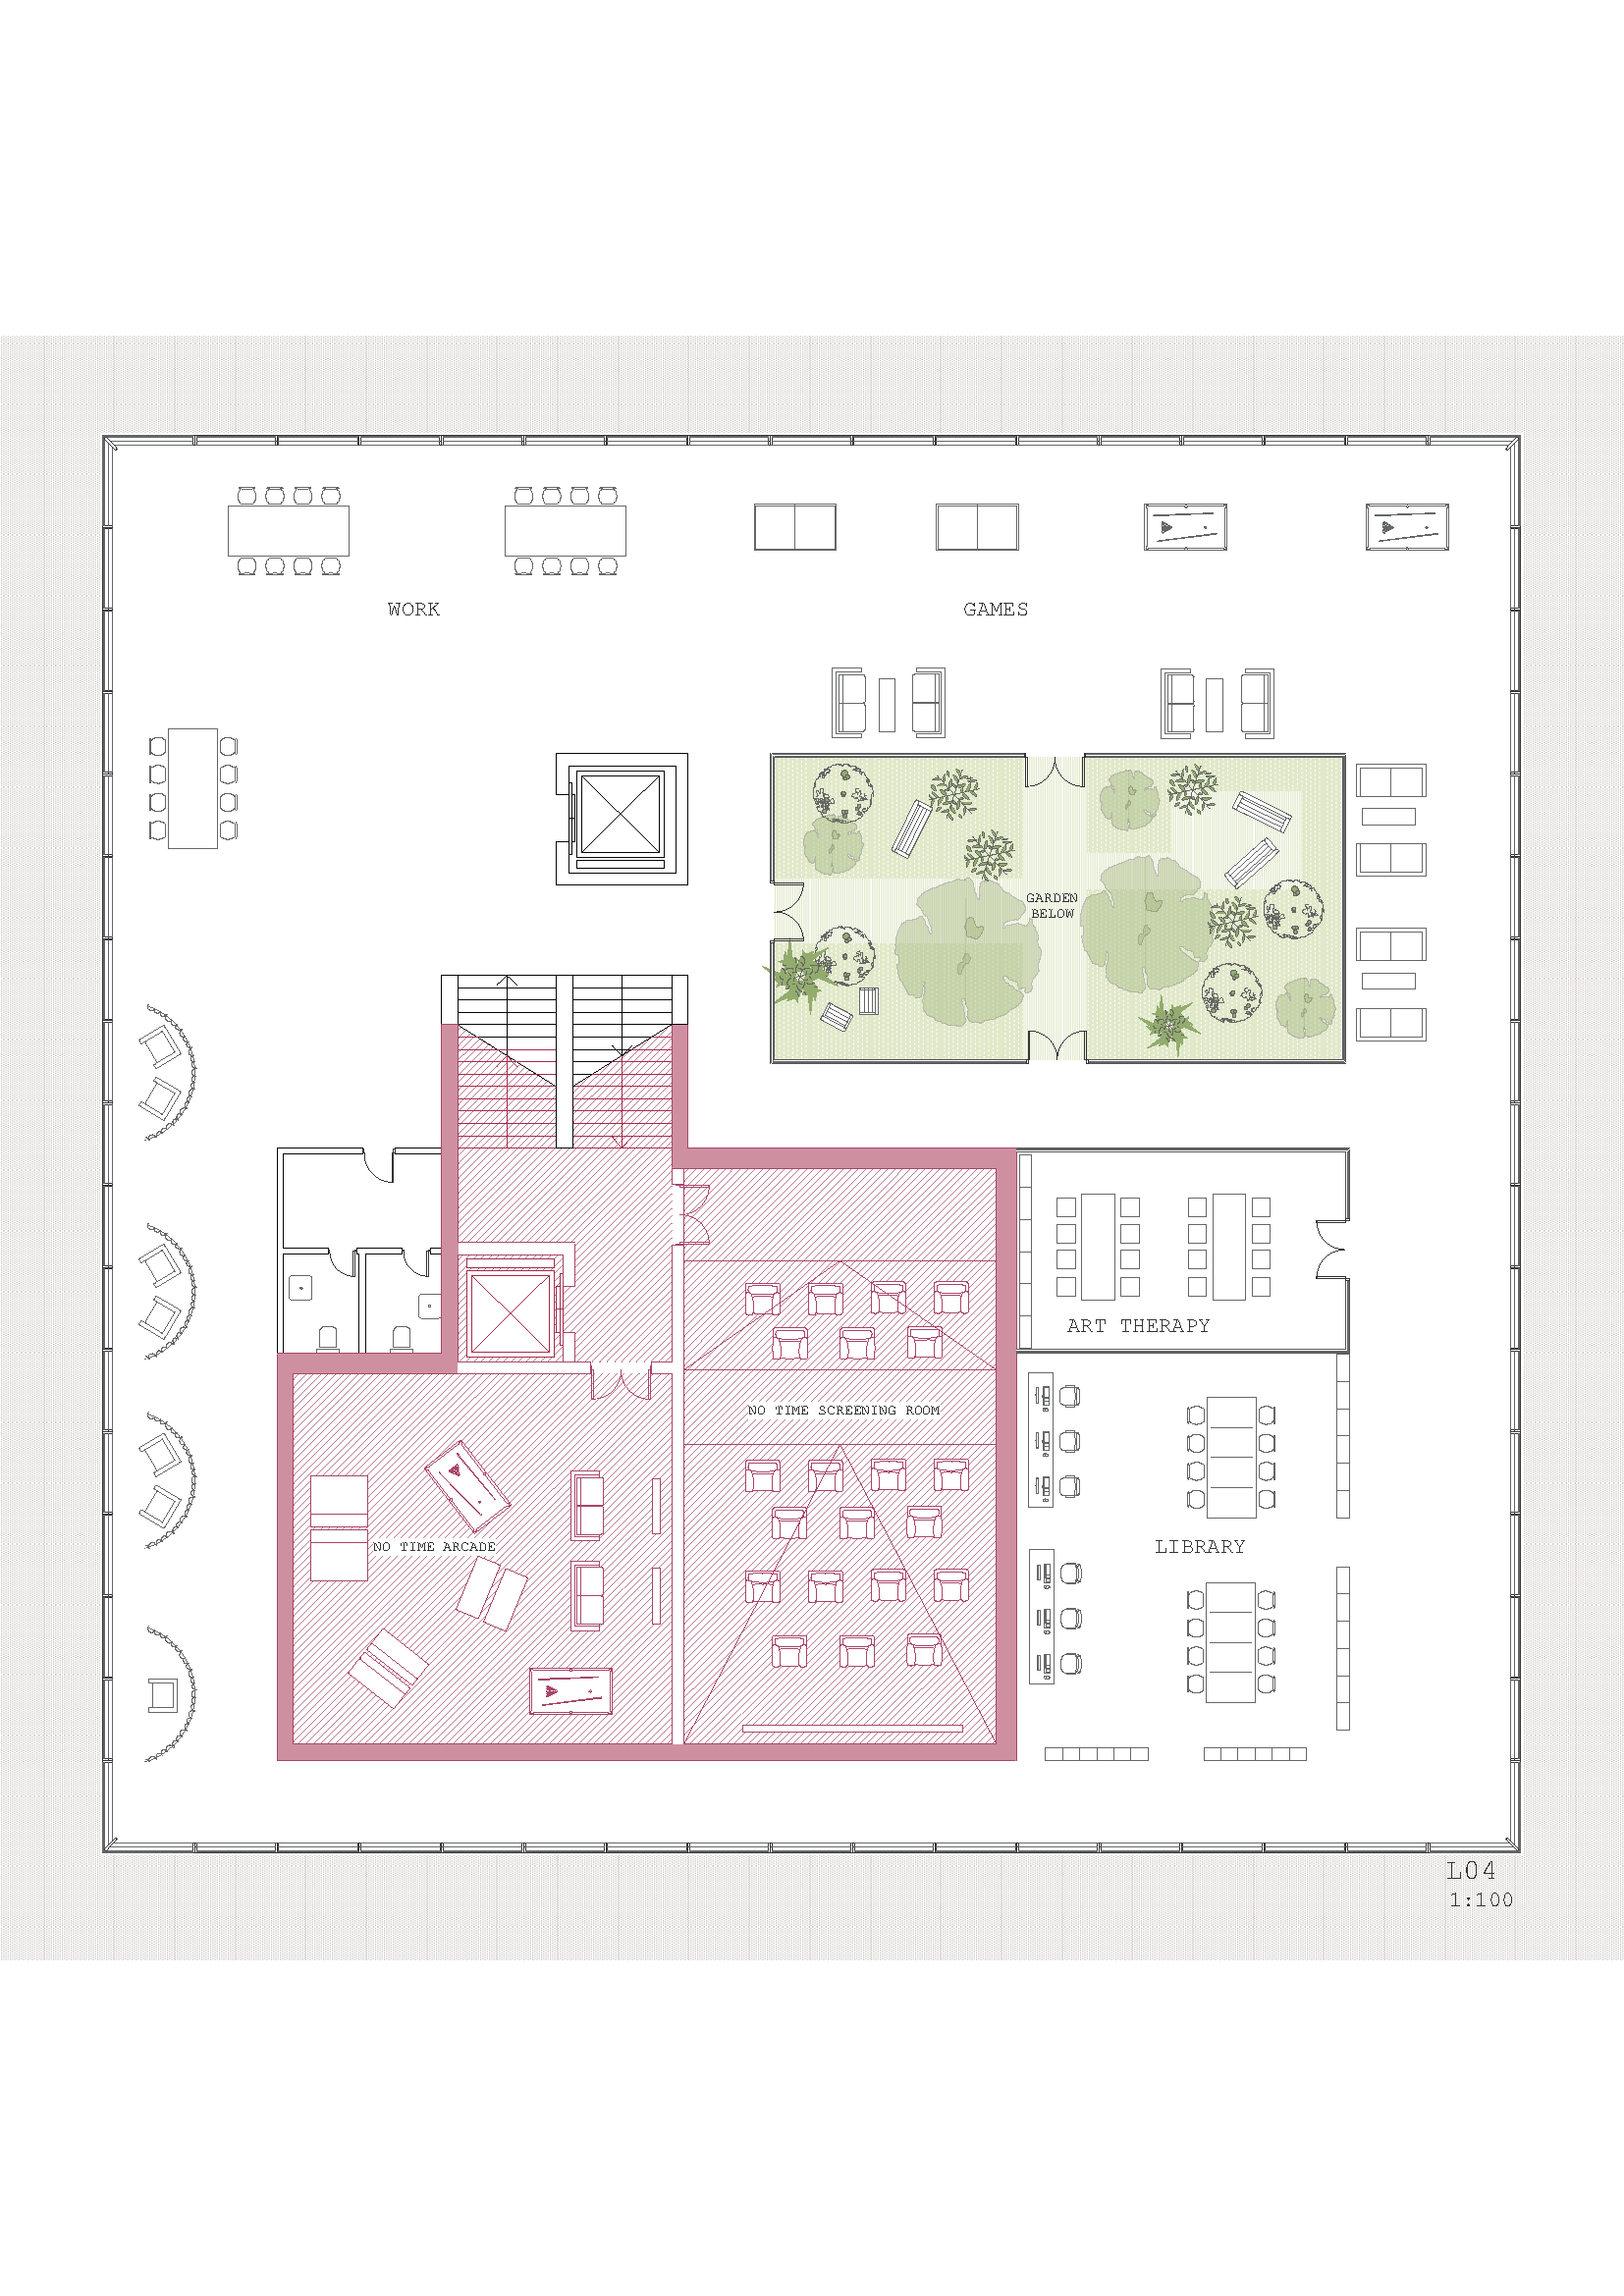 WORK
GAMES
GARDEN
BELOW
ART THERAPY
NO TIME SCREENING ROOM
NO TIME ARCADE
LIBRARY
L04
1:100